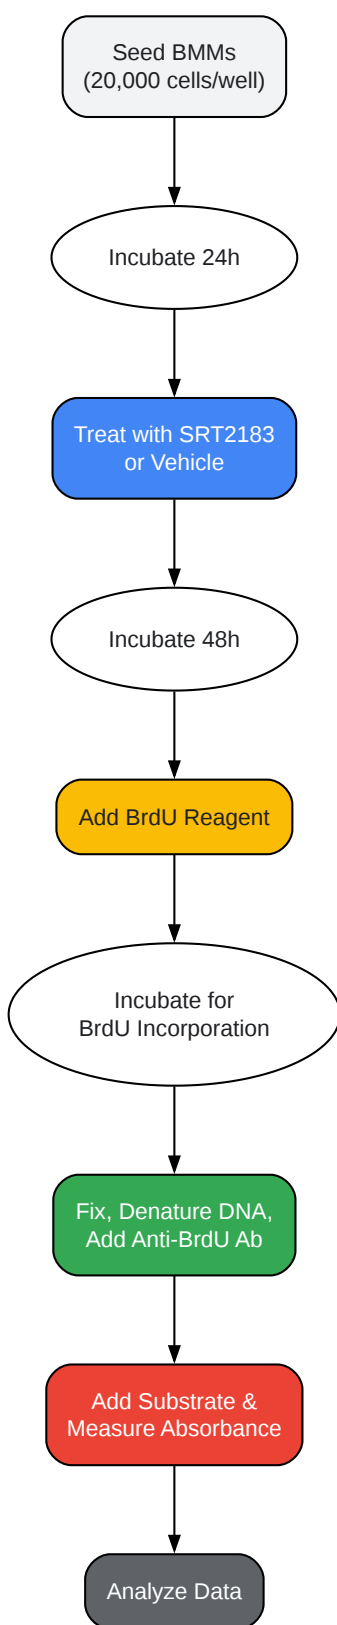 Seed BMMs
(20,000 cells/well)
Incubate 24h
Treat with SRT2183
or Vehicle
Incubate 48h
Add BrdU Reagent
Incubate for
BrdU Incorporation
Fix, Denature DNA,
Add Anti-BrdU Ab
Add Substrate &
Measure Absorbance
Analyze Data